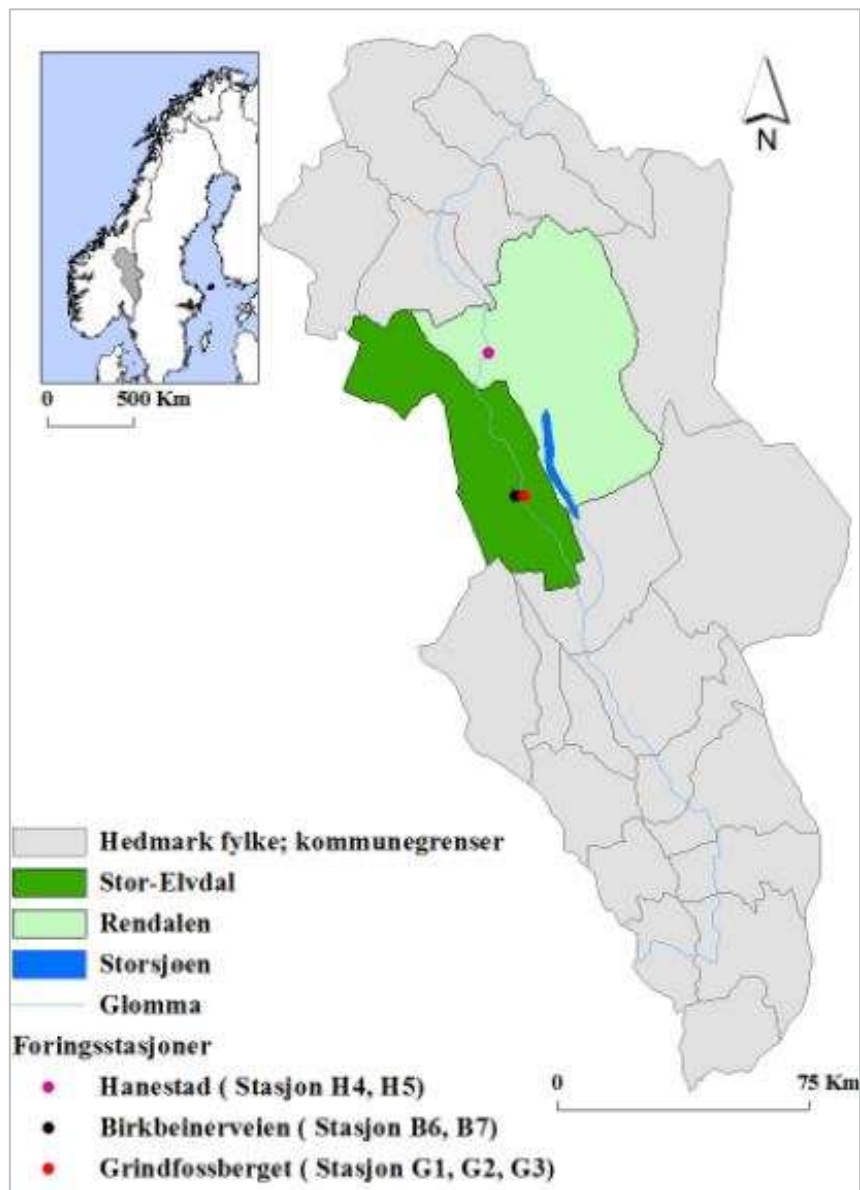 N
0 500 Km
Hedmark fylke; kommunegrenser
Stor-Elvdal
Rendalen
Storsjøen
Glomma
Foringsstasjoner
Hanestad ( Stasjon H4, H5)
Birkbeinerveien ( Stasjon B6, B7)
Grindfossberget ( Stasjon G1, G2, G3)
0 75 Km